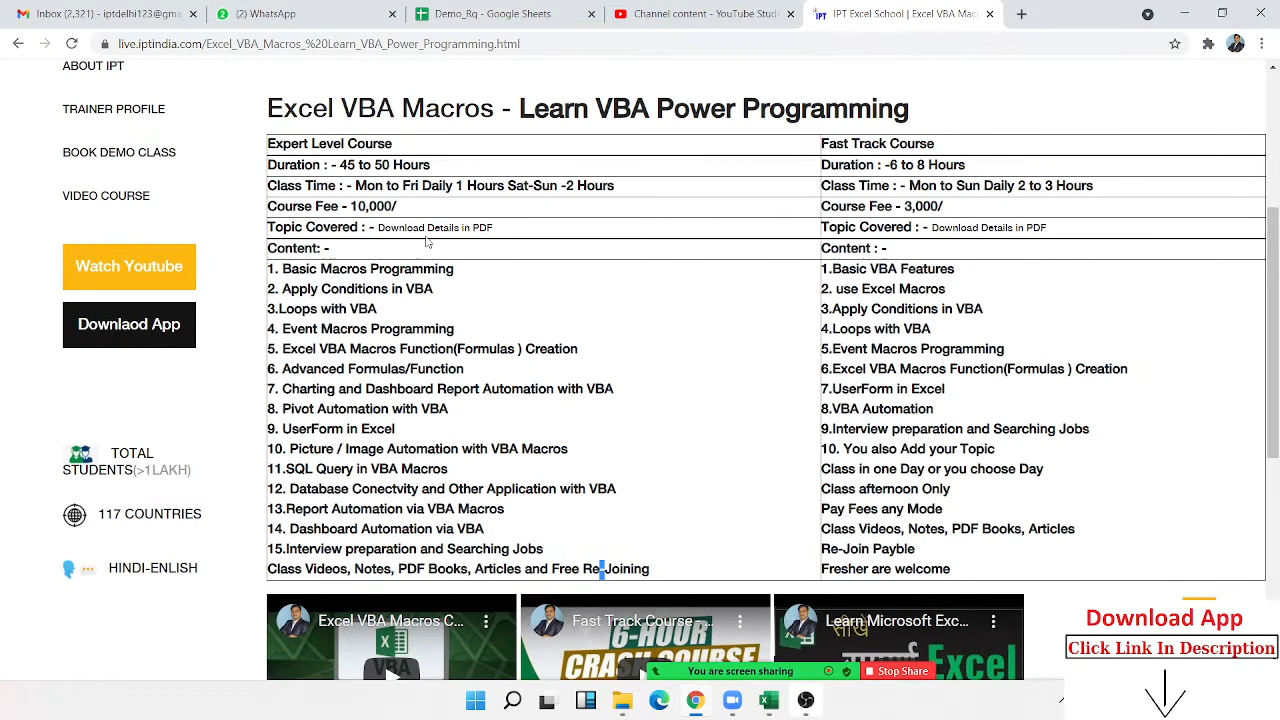 Inbox (2,321) - iptdelhi123@gma
(2) WhatsApp
Demo_Rq - Google Sheets
Channel content - YouTube Studi
IPT IPT Excel School | Excel VBA Mac
live.iptindia.com/Excel_VBA_Macros_%20Learn_VBA_Power_Programming.html
ABOUT IPT
TRAINER PROFILE
BOOK DEMO CLASS
VIDEO COURSE
Watch Youtube
Downlaod App
TOTAL
STUDENTS(>1LAKH)
117 COUNTRIES
HINDI-ENLISH
Excel VBA Macros - Learn VBA Power Programming
Expert Level Course
Duration : - 45 to 50 Hours
Class Time : - Mon to Fri Daily 1 Hours Sat-Sun -2 Hours
Course Fee - 10,000/
Topic Covered : - Download Details in PDF
Content: -
1. Basic Macros Programming
2. Apply Conditions in VBA
3.Loops with VBA
4. Event Macros Programming
5. Excel VBA Macros Function(Formulas ) Creation
6. Advanced Formulas/Function
7. Charting and Dashboard Report Automation with VBA
8. Pivot Automation with VBA
9. UserForm in Excel
10. Picture / Image Automation with VBA Macros
11.SQL Query in VBA Macros
12. Database Conectvity and Other Application with VBA
13.Report Automation via VBA Macros
14. Dashboard Automation via VBA
15.Interview preparation and Searching Jobs
Class Videos, Notes, PDF Books, Articles and Free Re-Joining
Fast Track Course
Duration : -6 to 8 Hours
Class Time : - Mon to Sun Daily 2 to 3 Hours
Course Fee - 3,000/
Topic Covered : - Download Details in PDF
Content : -
1.Basic VBA Features
2. use Excel Macros
3.Apply Conditions in VBA
4.Loops with VBA
5.Event Macros Programming
6.Excel VBA Macros Function(Formulas ) Creation
7.UserForm in Excel
8.VBA Automation
9.Interview preparation and Searching Jobs
10. You also Add your Topic
Class in one Day or you choose Day
Class afternoon Only
Pay Fees any Mode
Class Videos, Notes, PDF Books, Articles
Re-Join Payble
Fresher are welcome
Excel VBA Macros C...
VBA
Fast Track Course -...
6-HOUR
CRASH COURSE
Learn Microsoft Exc...
सीखे
Excel
You are screen sharing
Stop Share
Download App
Click Link In Description